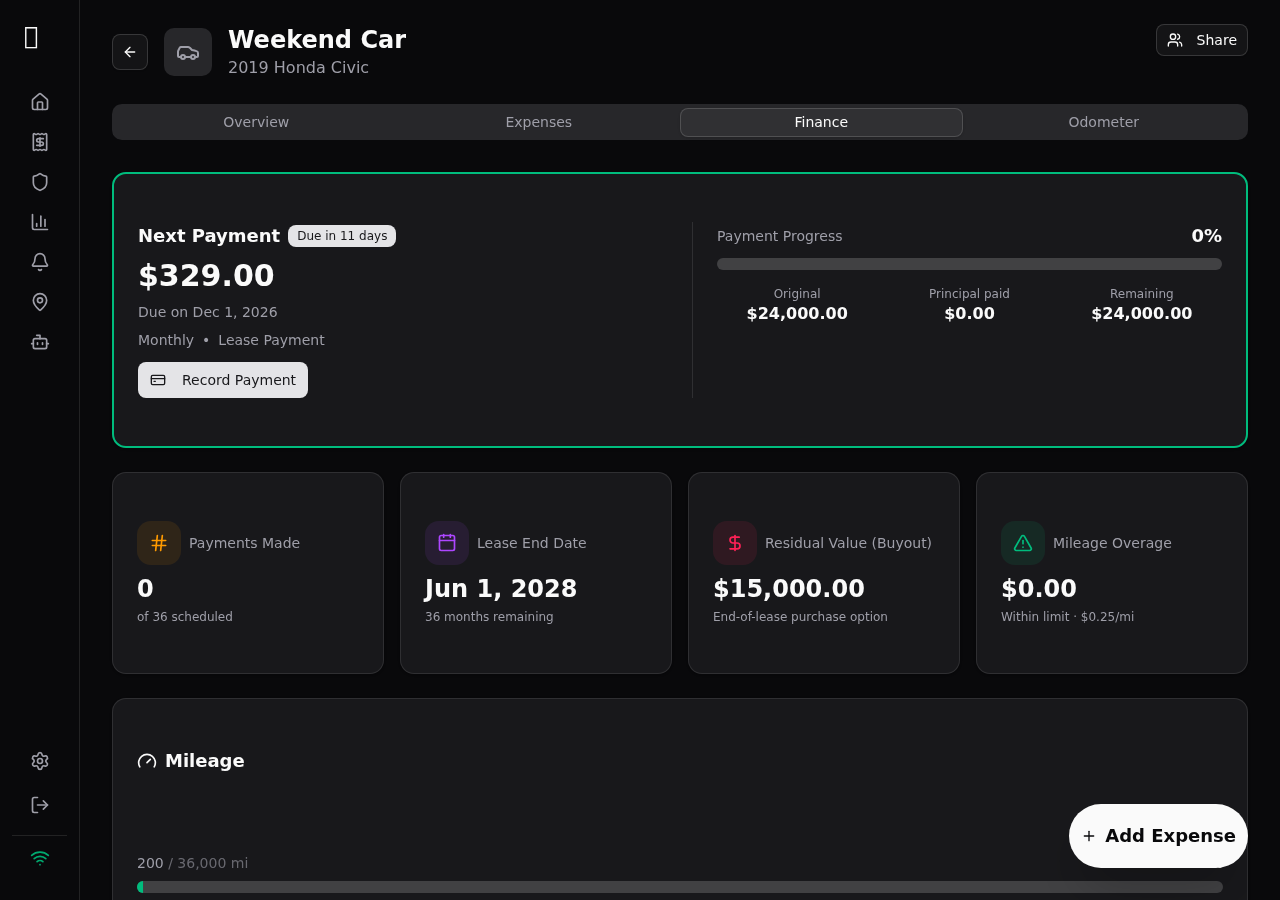 Weekend Car
2019 Honda Civic
Share
Overview
Expenses
Finance
Odometer
Next Payment
Due in 11 days
$329.00
Due on Dec 1, 2026
Monthly • Lease Payment
Record Payment
Payment Progress
0%
Original
$24,000.00
Principal paid
$0.00
Remaining
$24,000.00
Payments Made
0
of 36 scheduled
Lease End Date
Jun 1, 2028
36 months remaining
Residual Value (Buyout)
$15,000.00
End-of-lease purchase option
Mileage Overage
$0.00
Within limit · $0.25/mi
Mileage
200 / 36,000 mi
Add Expense